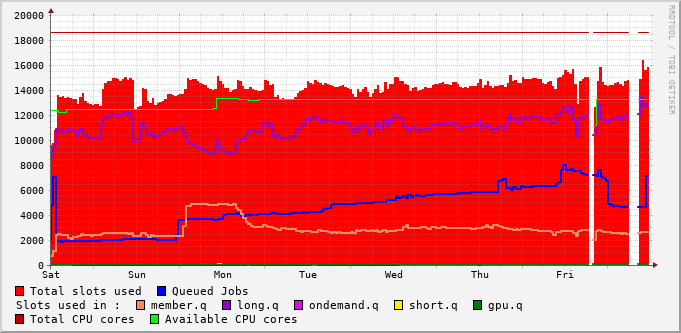 20000
18000
16000
14000
12000
10000
8000
6000
4000
2000
0
Sat Sun Mon Tue Wed Thu Fri
RRDTOOL / TOBI OETIKER
Total slots used Queued Jobs
Slots used in : member.q long.q ondemand.q short.q gpu.q
Total CPU cores Available CPU cores